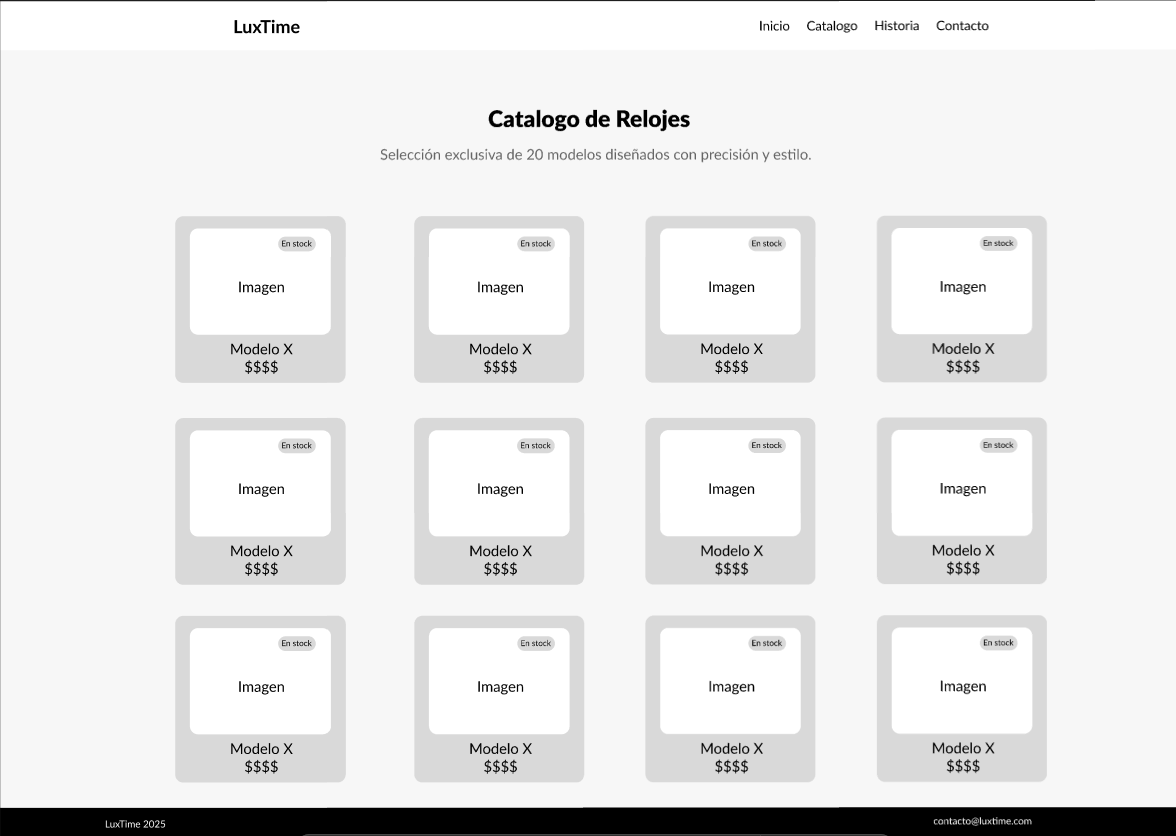 LuxTime
Inicio Catalogo Historia Contacto
Catalogo de Relojes
Selección exclusiva de 20 modelos diseñados con precisión y estilo.
En stock
Imagen
Modelo X
$$$$
En stock
Imagen
Modelo X
$$$$
En stock
Imagen
Modelo X
$$$$
En stock
Imagen
Modelo X
$$$$
En stock
Imagen
Modelo X
$$$$
En stock
Imagen
Modelo X
$$$$
En stock
Imagen
Modelo X
$$$$
En stock
Imagen
Modelo X
$$$$
En stock
Imagen
Modelo X
$$$$
En stock
Imagen
Modelo X
$$$$
En stock
Imagen
Modelo X
$$$$
En stock
Imagen
Modelo X
$$$$
LuxTime 2025
contacto@luxtime.com